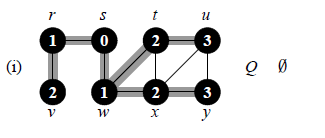 r s t u
1 0 2 3
(i) Q ∅
2 1 2 3
v w x y